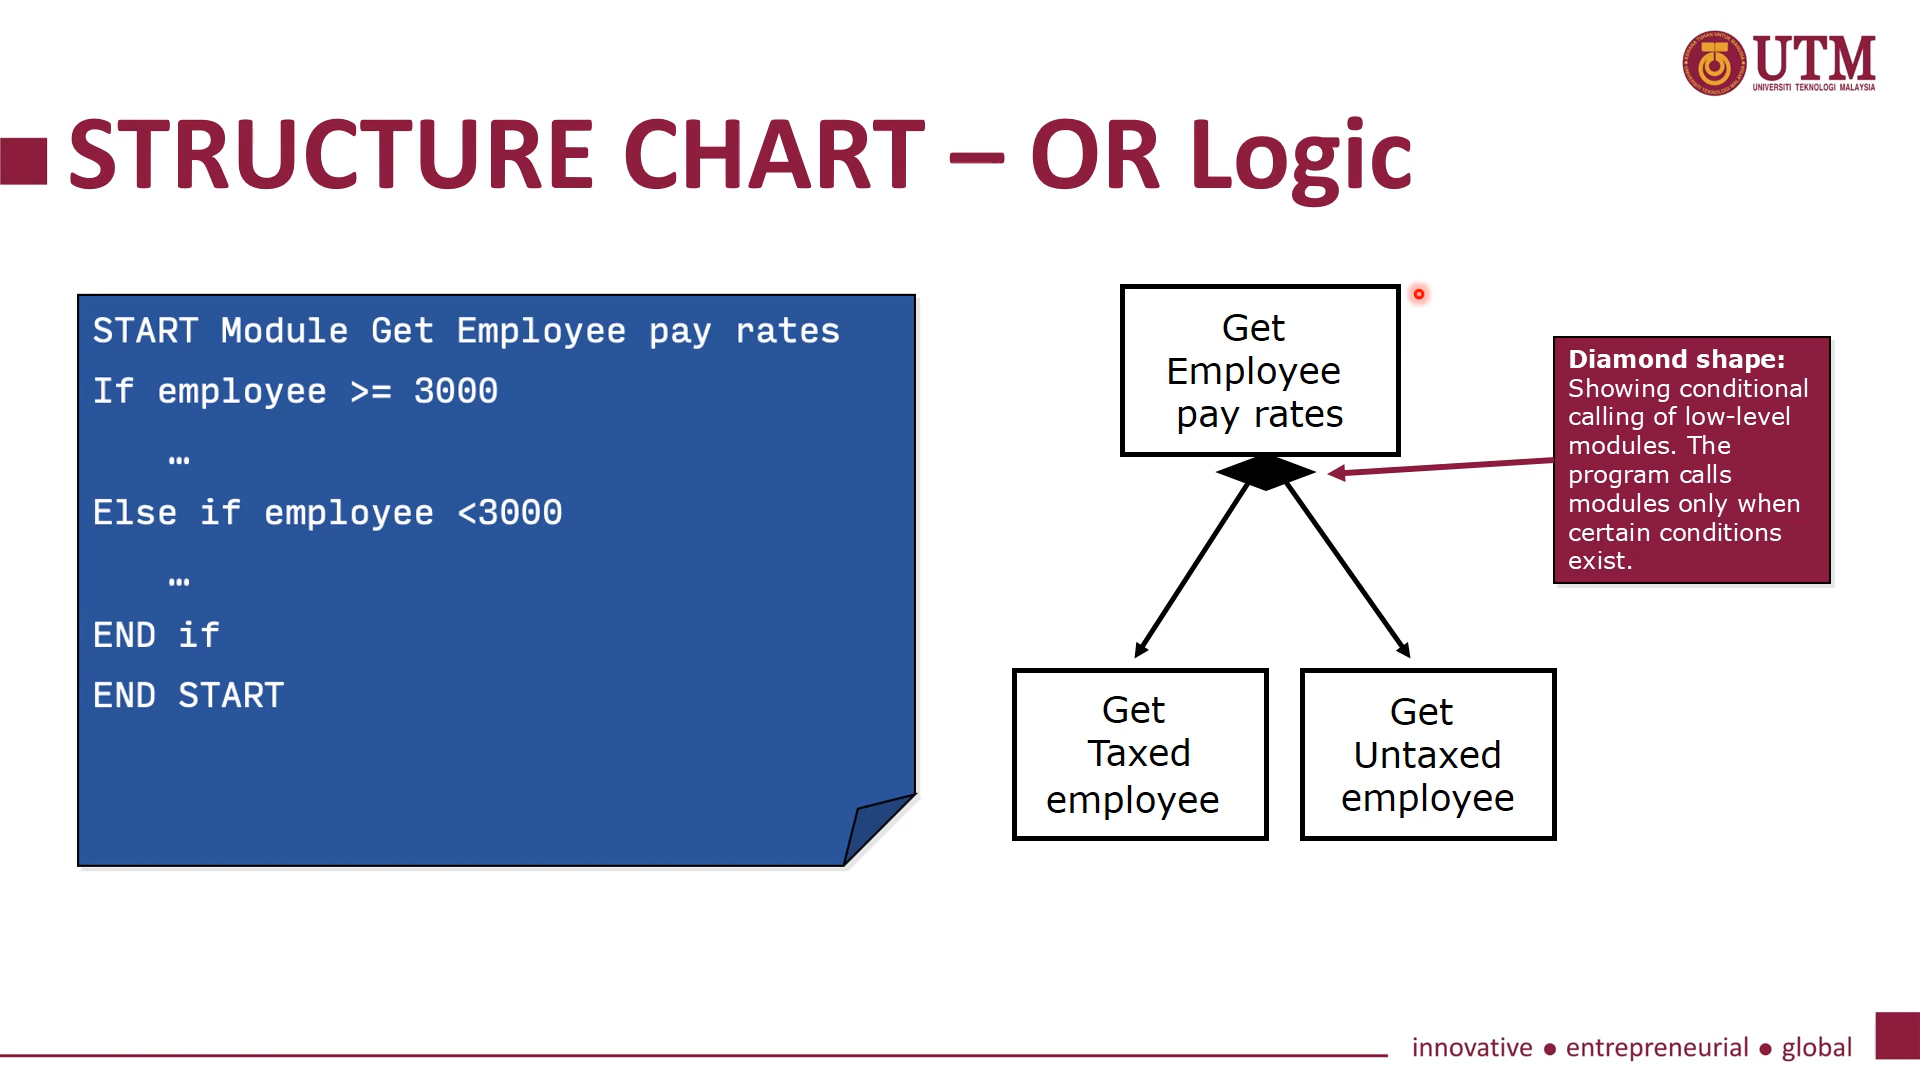 UTM
UNIVERSITI TEKNOLOGI MALAYSIA
STRUCTURE CHART – OR Logic
START Module Get Employee pay rates
If employee >= 3000
…
Else if employee <3000
…
END if
END START
Get
Employee
pay rates
Diamond shape:
Showing conditional
calling of low-level
modules. The
program calls
modules only when
certain conditions
exist.
Get
Taxed
employee
Get
Untaxed
employee
innovative ● entrepreneurial ● global